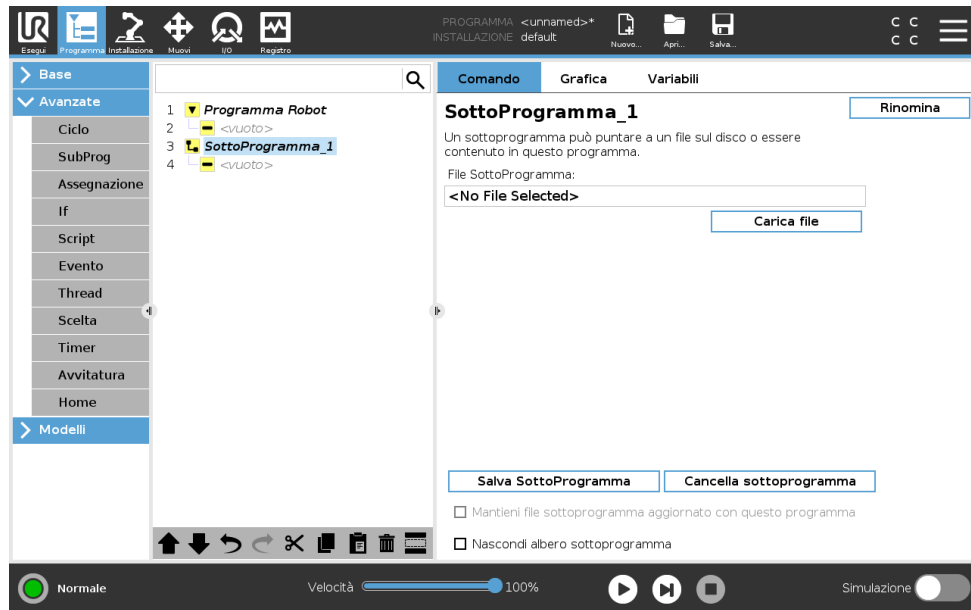 PROGRAMMA <unnamed>*
INSTALLAZIONE default
Esegui Programma Installazione Muovi I/O Registro Nuovo... Apri... Salva...
C C
C C
Base
Avanzate
Ciclo
SubProg
Assegnazione
If
Script
Evento
Thread
Scelta
Timer
Avvitatura
Home
Modelli
1 Programma Robot
2 <vuoto>
3 SottoProgramma_1
4 <vuoto>
Comando Grafica Variabili
SottoProgramma_1 Rinomina
Un sottoprogramma può puntare a un file sul disco o essere
contenuto in questo programma.
File SottoProgramma:
<No File Selected>
Carica file
Salva SottoProgramma Cancella sottoprogramma
Mantieni file sottoprogramma aggiornato con questo programma
Nascondi albero sottoprogramma
Normale Velocità 100% Simulazione